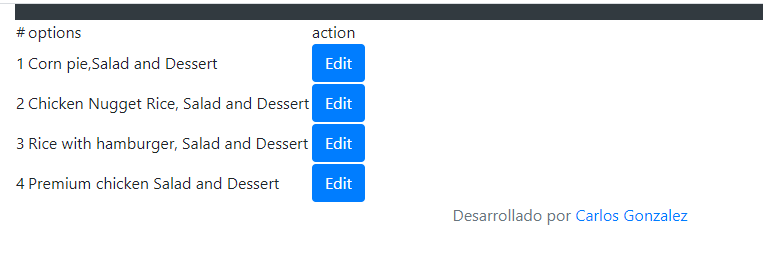 # options action
1 Corn pie,Salad and Dessert Edit
2 Chicken Nugget Rice, Salad and Dessert Edit
3 Rice with hamburger, Salad and Dessert Edit
4 Premium chicken Salad and Dessert Edit
Desarrollado por Carlos Gonzalez